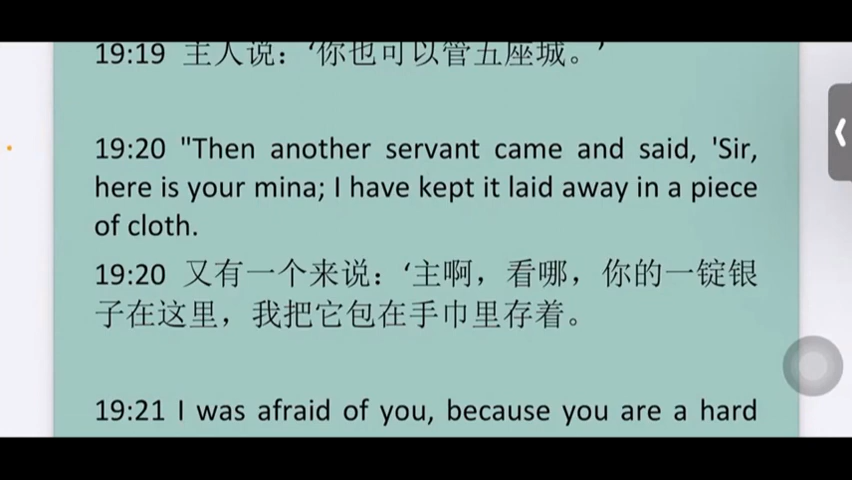 19:19 主人说：‘你也可以管五座城。’
19:20 "Then another servant came and said, 'Sir,
here is your mina; I have kept it laid away in a piece
of cloth.
19:20 又有一个来说：‘主啊，看哪，你的一锭银
子在这里，我把它包在手巾里存着。
19:21 I was afraid of you, because you are a hard